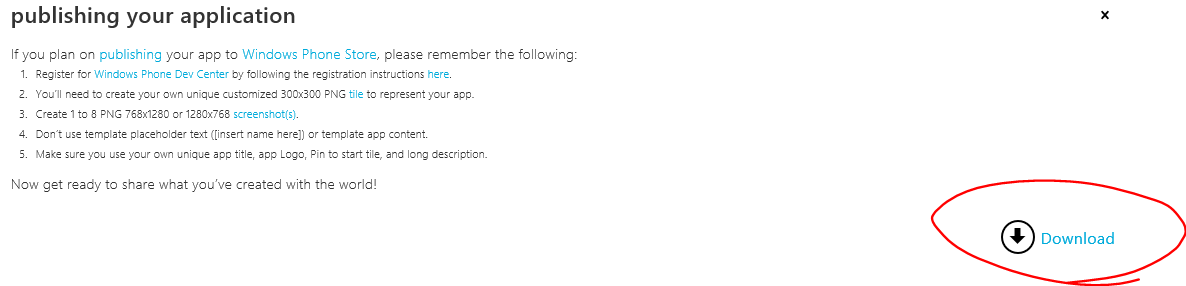 publishing your application
x
If you plan on publishing your app to Windows Phone Store, please remember the following:
1. Register for Windows Phone Dev Center by following the registration instructions here.
2. You'll need to create your own unique customized 300x300 PNG tile to represent your app.
3. Create 1 to 8 PNG 768x1280 or 1280x768 screenshot(s).
4. Don't use template placeholder text ([insert name here]) or template app content.
5. Make sure you use your own unique app title, app Logo, Pin to start tile, and long description.
Now get ready to share what you've created with the world!
Download